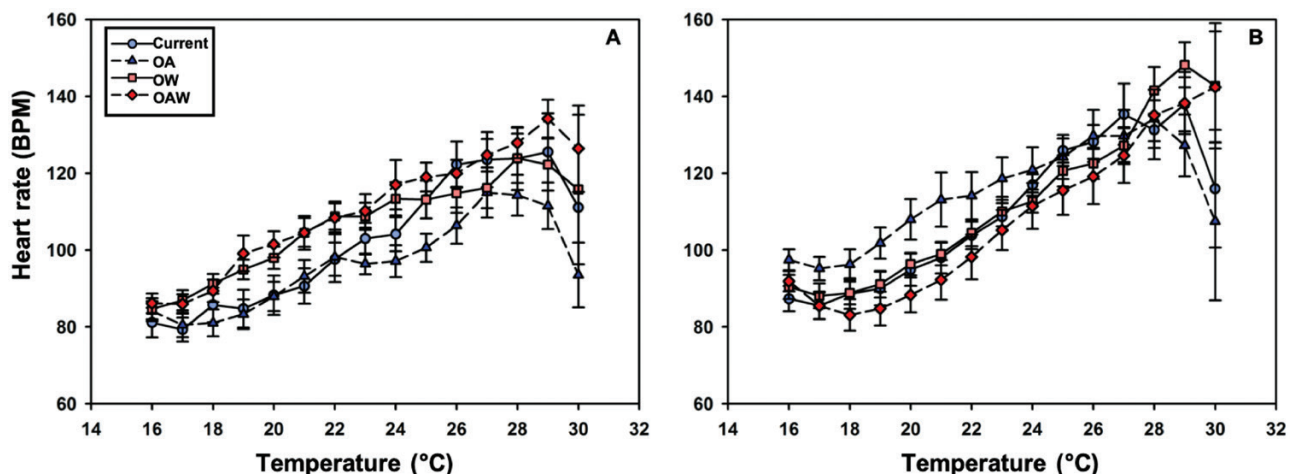 160
140
120
100
80
60
Heart rate (BPM)
Current
OA
OW
OAW
A
14 16 18 20 22 24 26 28 30 32
Temperature (°C)
160
140
120
100
80
60
B
14 16 18 20 22 24 26 28 30 32
Temperature (°C)